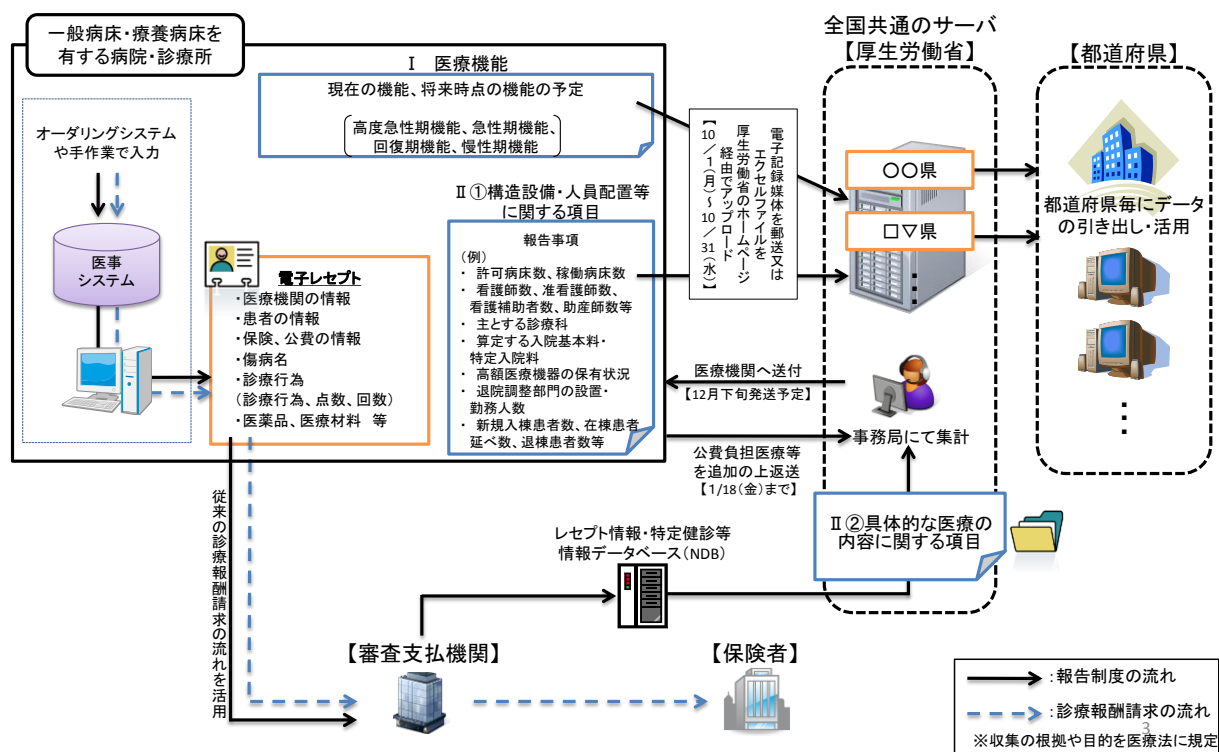 一般病床・療養病床を
有する病院・診療所
オーダリングシステム
や手作業で入力
医事
システム
電子レセプト
・医療機関の情報
・患者の情報
・保険、公費の情報
・傷病名
・診療行為
（診療行為、点数、回数）
・医薬品、医療材料 等
Ⅰ 医療機能
現在の機能、将来時点の機能の予定
高度急性期機能、急性期機能、
回復期機能、慢性期機能
Ⅱ①構造設備・人員配置等
に関する項目
報告事項
（例）
・ 許可病床数、稼働病床数
・ 看護師数、准看護師数、
看護補助者数、助産師数等
・ 主とする診療科
・ 算定する入院基本料・
特定入院料
・ 高額医療機器の保有状況
・ 退院調整部門の設置・
勤務人数
・ 新規入棟患者数、在棟患者
延べ数、退棟患者数等
電子記録媒体を郵送又は
エクセルファイルを
厚生労働省のホームページ
経由でアップロード
【10／1（月）～10／31（水）】
全国共通のサーバ
【厚生労働省】
○○県
□▽県
【都道府県】
都道府県毎にデータ
の引き出し・活用
・
・
・
医療機関へ送付
【12月下旬発送予定】
事務局にて集計
公費負担医療等
を追加の上返送
【1/18（金）まで】
Ⅱ②具体的な医療の
内容に関する項目
レセプト情報・特定健診等
情報データベース（NDB）
従来の診療報酬請求の流れを活用
【審査支払機関】
【保険者】
：報告制度の流れ
：診療報酬請求の流れ
※収集の根拠や目的を医療法に規定
3